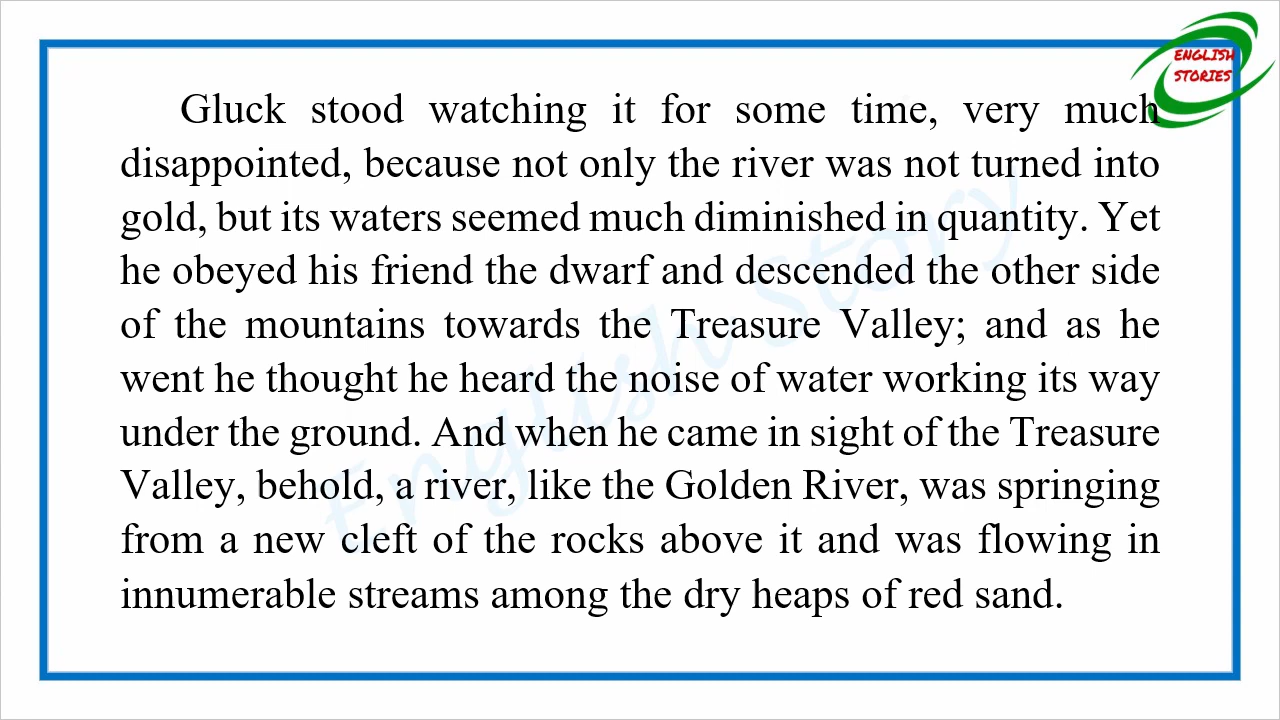 ENGLISH
STORIES
Gluck stood watching it for some time, very much
disappointed, because not only the river was not turned into
gold, but its waters seemed much diminished in quantity. Yet
he obeyed his friend the dwarf and descended the other side
of the mountains towards the Treasure Valley; and as he
went he thought he heard the noise of water working its way
under the ground. And when he came in sight of the Treasure
Valley, behold, a river, like the Golden River, was springing
from a new cleft of the rocks above it and was flowing in
innumerable streams among the dry heaps of red sand.
English Story